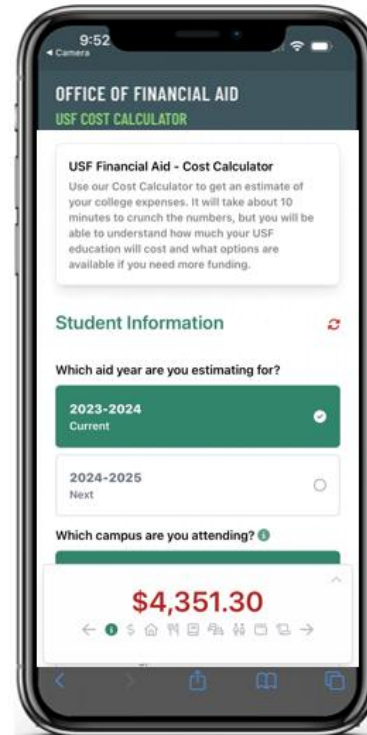 9:52
Camera
OFFICE OF FINANCIAL AID
USF COST CALCULATOR
USF Financial Aid - Cost Calculator
Use our Cost Calculator to get an estimate of
your college expenses. It will take about 10
minutes to crunch the numbers, but you will be
able to understand how much your USF
education will cost and what options are
available if you need more funding.
Student Information
Which aid year are you estimating for?
2023-2024
Current
2024-2025
Next
Which campus are you attending?
$4,351.30